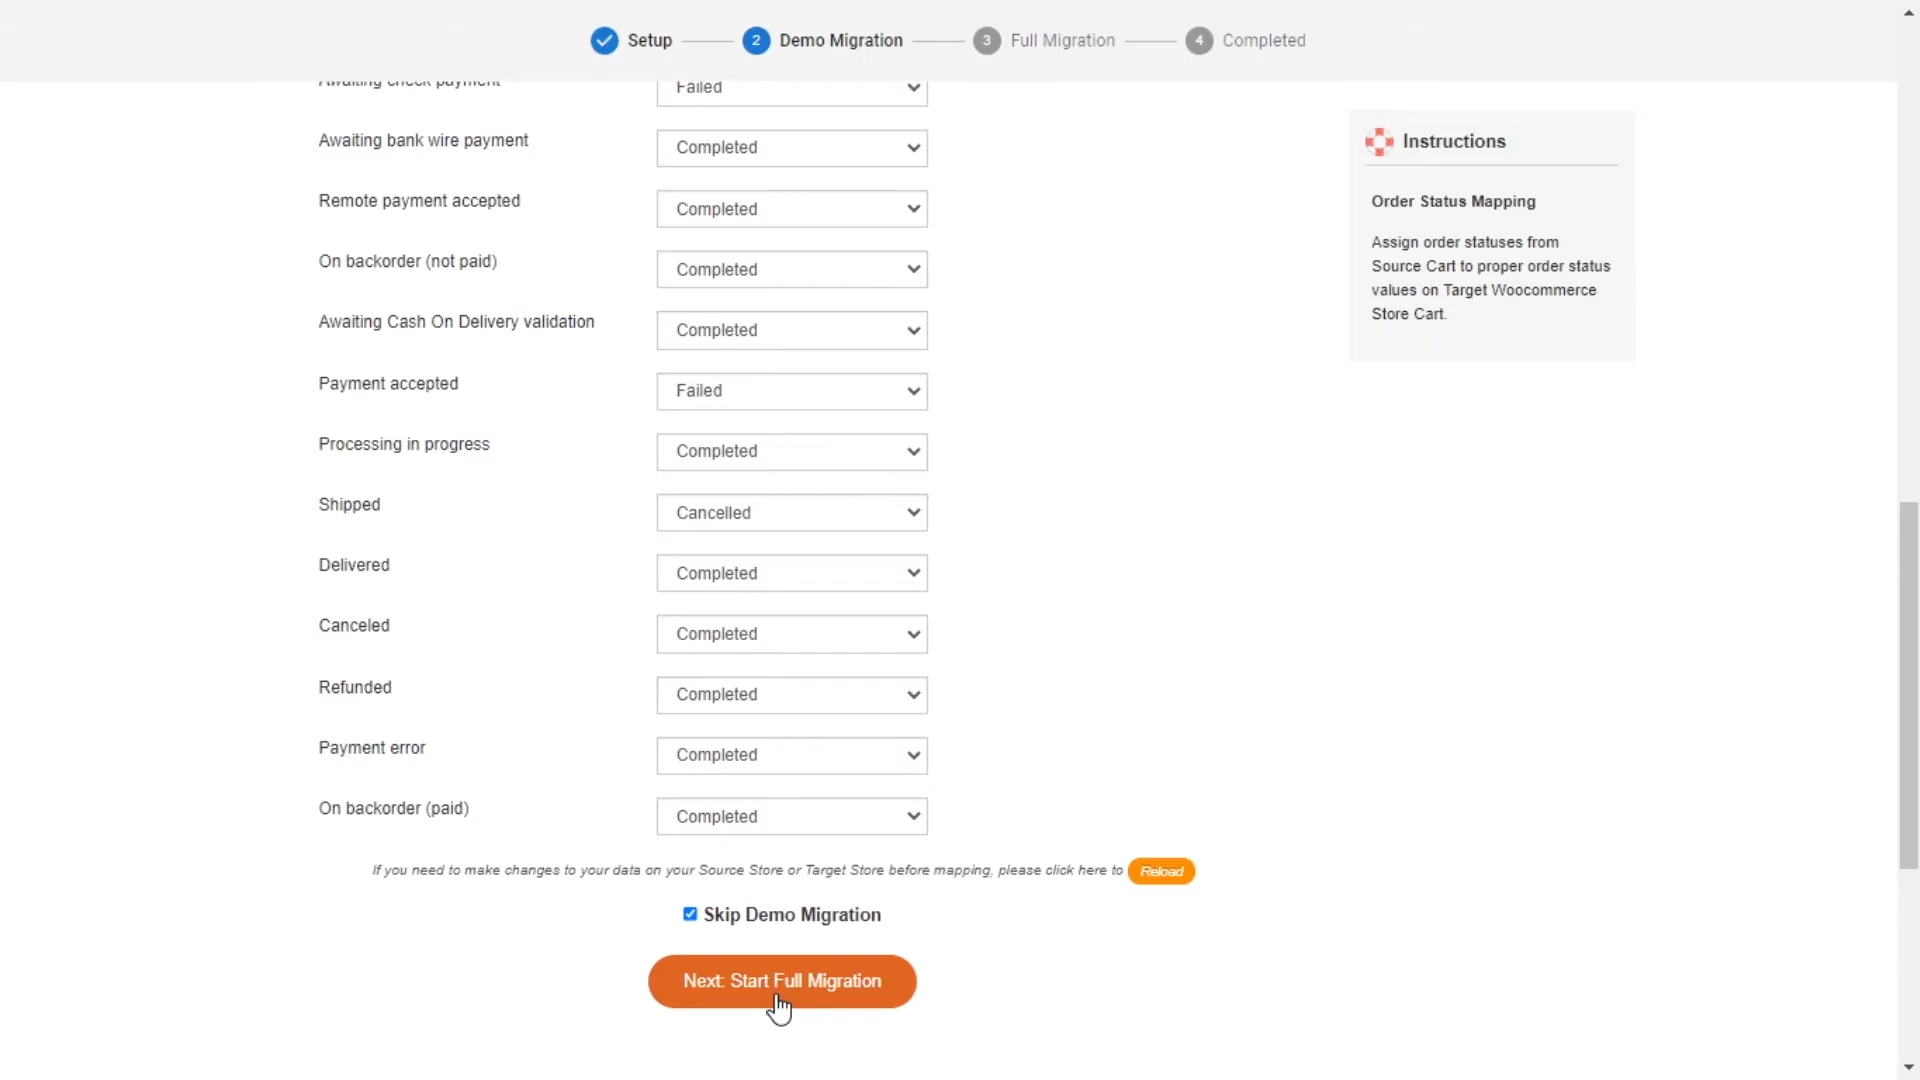 Setup
2
Demo Migration
3
Full Migration
4
Completed
Awaiting check payment
Failed
Awaiting bank wire payment
Completed
Remote payment accepted
Completed
On backorder (not paid)
Completed
Awaiting Cash On Delivery validation
Completed
Payment accepted
Failed
Processing in progress
Completed
Shipped
Cancelled
Delivered
Completed
Canceled
Completed
Refunded
Completed
Payment error
Completed
On backorder (paid)
Completed
If you need to make changes to your data on your Source Store or Target Store before mapping, please click here to Reload
Skip Demo Migration
Next: Start Full Migration
Instructions
Order Status Mapping
Assign order statuses from
Source Cart to proper order status
values on Target Woocommerce
Store Cart.